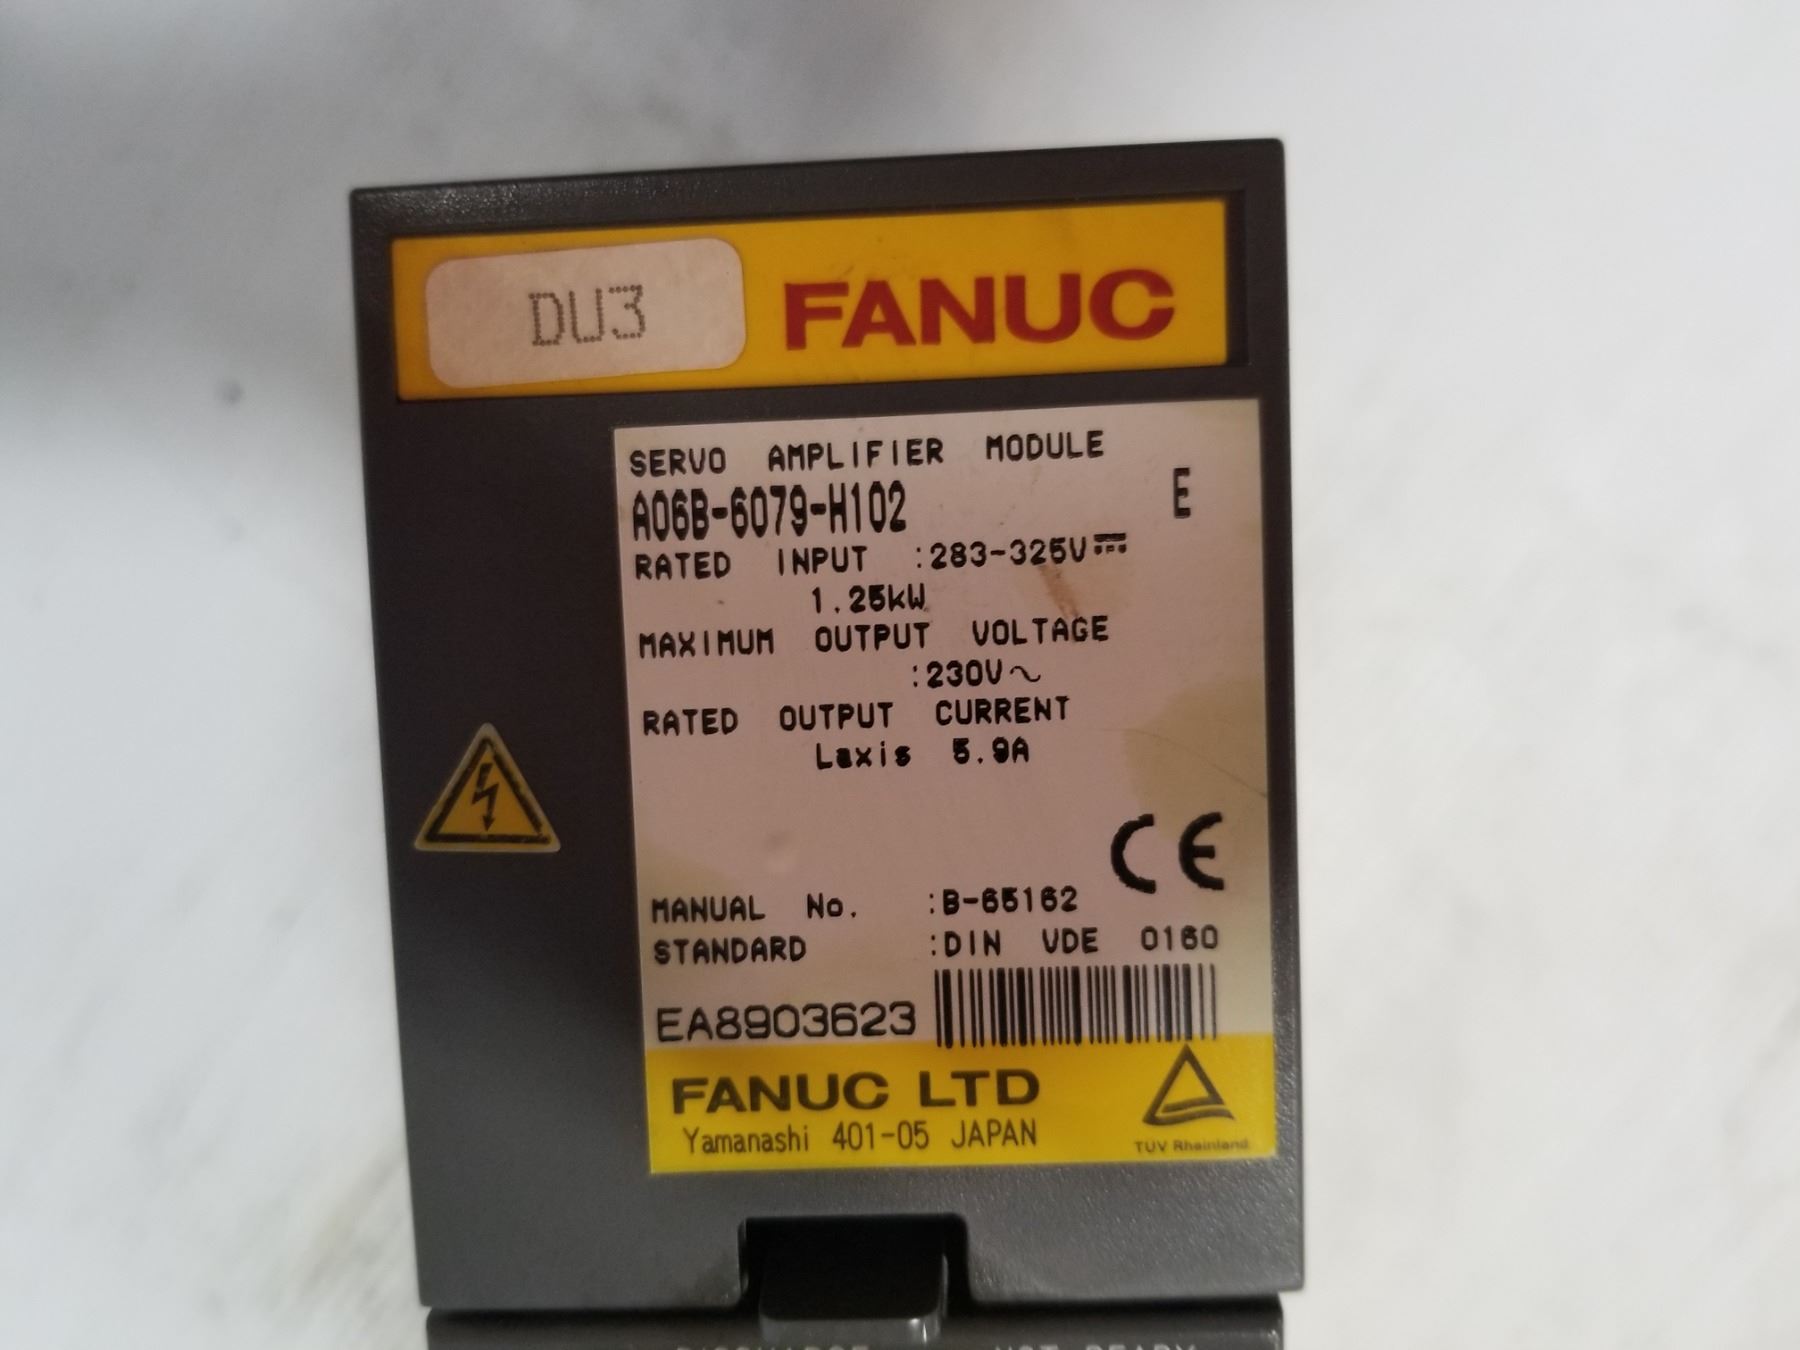 DU3 FANUC
SERVO AMPLIFIER MODULE
A06B-6079-H102 E
RATED INPUT :283-325V⎓
1.25kW
MAXIMUM OUTPUT VOLTAGE
:230V～
RATED OUTPUT CURRENT
Laxis 5.9A
CE
MANUAL No. :B-65162
STANDARD :DIN VDE 0160
EA8903623
FANUC LTD
Yamanashi 401-05 JAPAN
TUV Rheinland
NOT READY